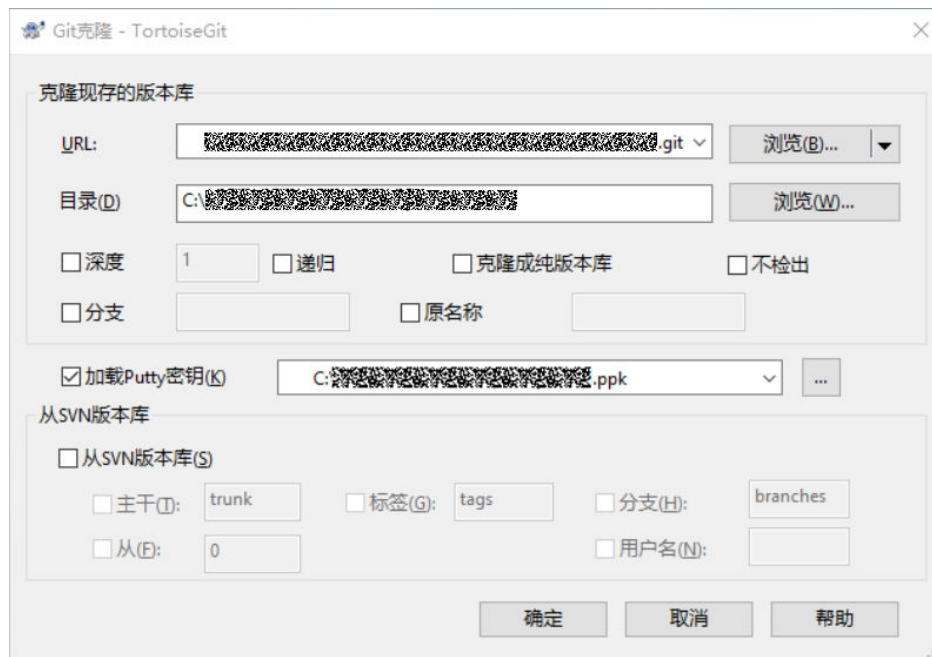 Git克隆 - TortoiseGit
克隆现存的版本库
URL: .git 浏览(B)...
目录(D) C:\ 浏览(W)...
深度 1 递归 克隆成纯版本库 不检出
分支 原名称
加载Putty密钥(K) C: .ppk ...
从SVN版本库
从SVN版本库(S)
主干(T): trunk 标签(G): tags 分支(H): branches
从(F): 0 用户名(N):
确定 取消 帮助